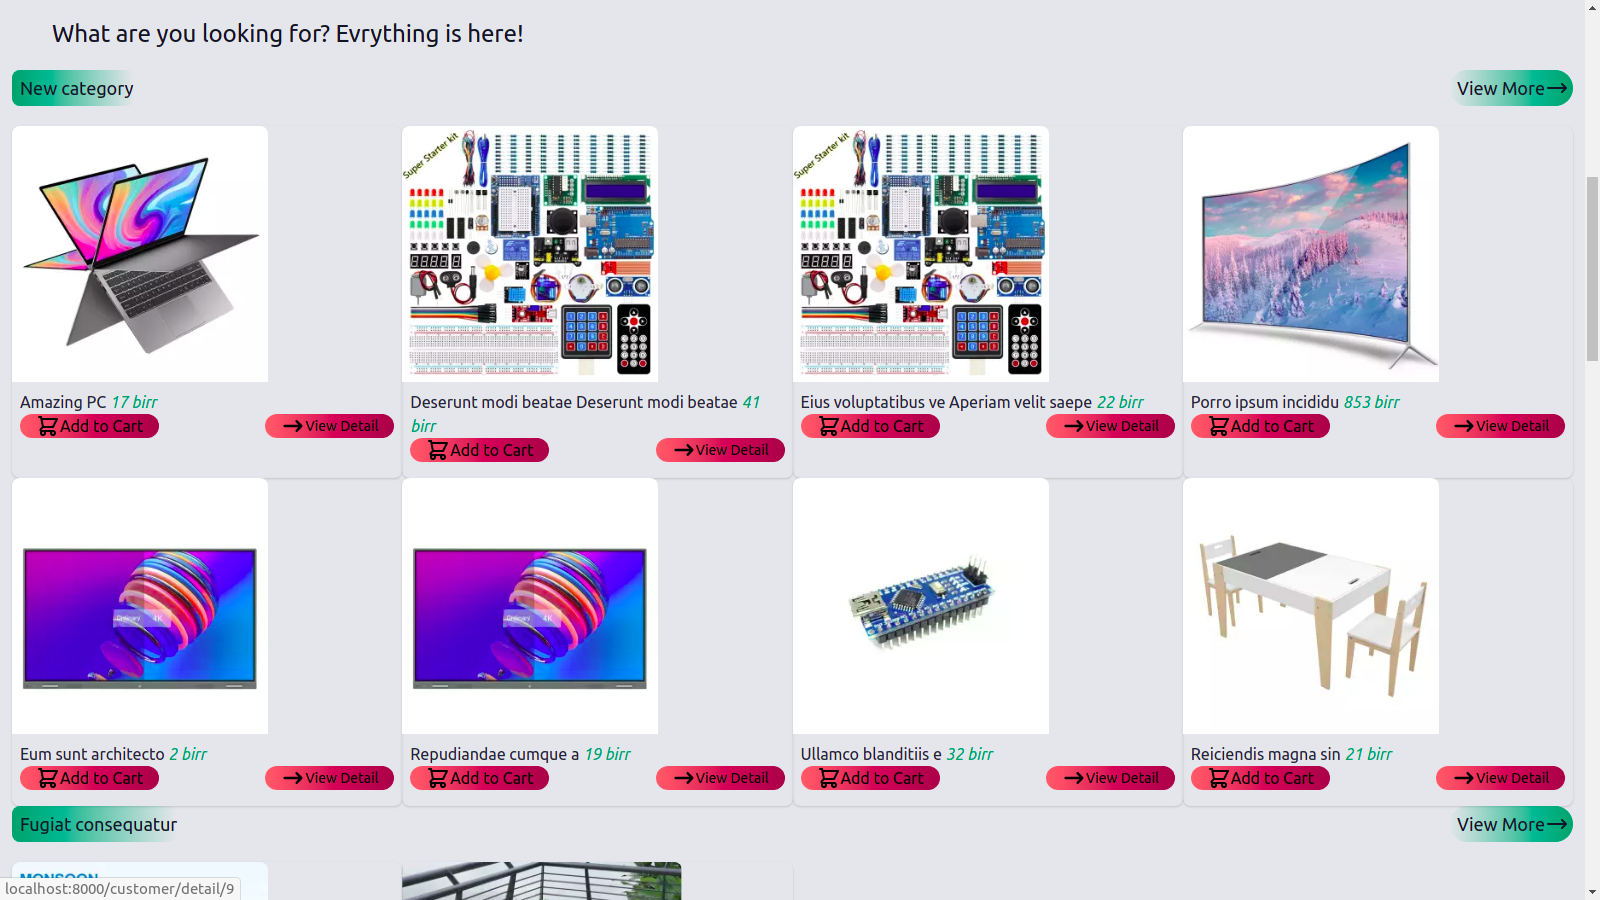 What are you looking for? Evrything is here!
New category
View More
Super Starter kit
Super Starter kit
Amazing PC 17 birr
Add to Cart
View Detail
Deserunt modi beatae Deserunt modi beatae 41
birr
Add to Cart
View Detail
Eius voluptatibus ve Aperiam velit saepe 22 birr
Add to Cart
View Detail
Porro ipsum incididu 853 birr
Add to Cart
View Detail
4K
4K
Eum sunt architecto 2 birr
Add to Cart
View Detail
Repudiandae cumque a 19 birr
Add to Cart
View Detail
Ullamco blanditiis e 32 birr
Add to Cart
View Detail
Reiciendis magna sin 21 birr
Add to Cart
View Detail
Fugiat consequatur
View More
MONSOON
localhost:8000/customer/detail/9